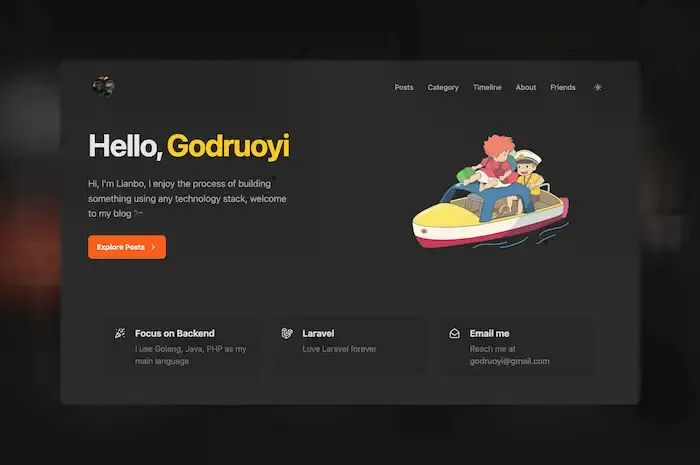 Posts Category Timeline About Friends
Hello, Godruoyi
Hi, I'm Lianbo, I enjoy the process of building
something using any technology stack, welcome
to my blog
Explore Posts
Focus on Backend
I use Golang, Java, PHP as my
main language
Laravel
Love Laravel forever
Email me
Reach me at
godruoyi@gmail.com